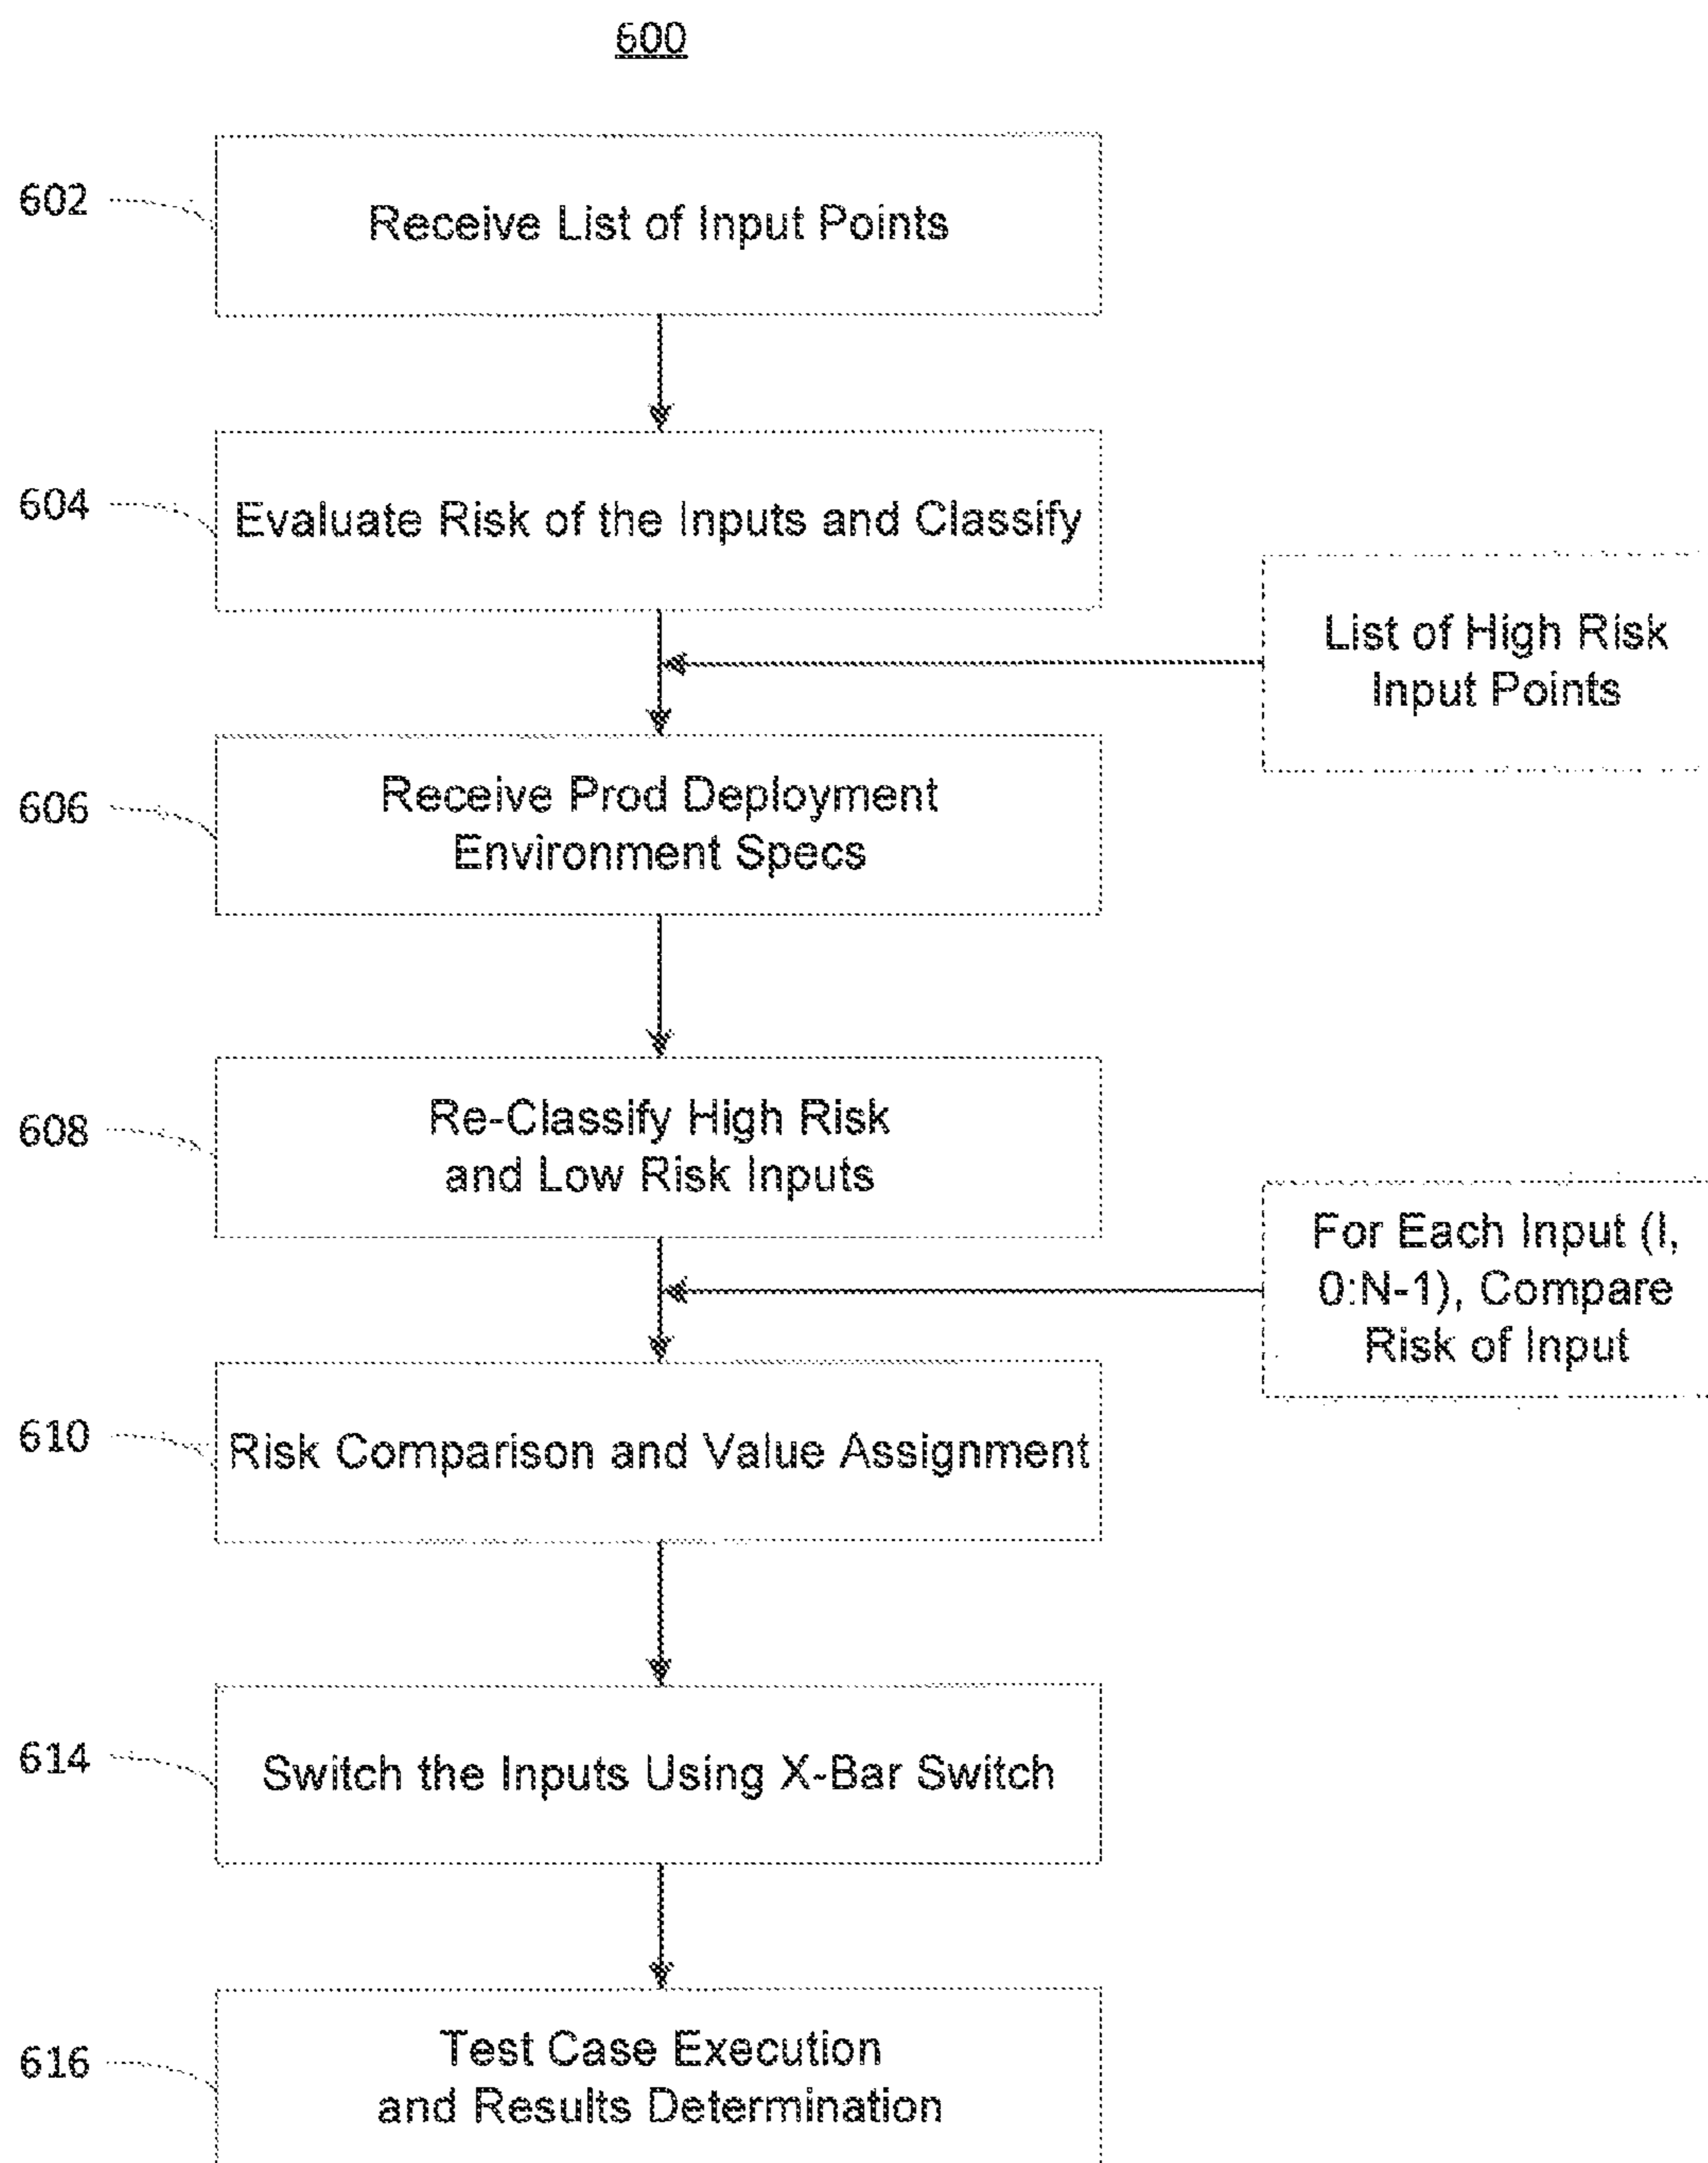 600
602
Receive List of Input Points
604
Evaluate Risk of the Inputs and Classify
List of High Risk
Input Points
606
Receive Prod Deployment
Environment Specs
608
Re-Classify High Risk
and Low Risk Inputs
For Each Input (I,
0:N-1), Compare
Risk of Input
610
Risk Comparison and Value Assignment
614
Switch the Inputs Using X-Bar Switch
616
Test Case Execution
and Results Determination